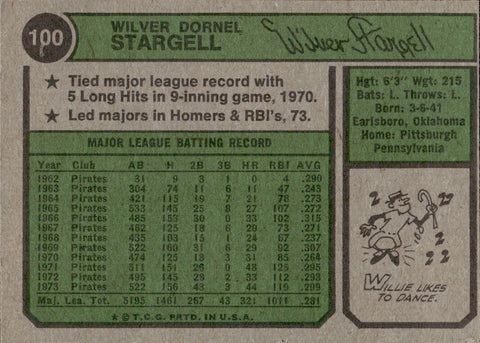 100
WILVER DORNEL
STARGELL
Wilver Stargell
★ Tied major league record with
5 Long Hits in 9-inning game, 1970.
★ Led majors in Homers & RBI's, 73.
Hgt: 6'3" Wgt: 215
Bats: L. Throws: L.
Born: 3-6-41
Earlsboro, Oklahoma
Home: Pittsburgh
Pennsylvania
MAJOR LEAGUE BATTING RECORD
Year Club AB H 2B 3B HR RBI AVG
1962 Pirates 31 9 3 1 0 4 .290
1963 Pirates 304 74 11 6 11 47 .243
1964 Pirates 421 115 19 7 21 78 .273
1965 Pirates 533 145 25 8 27 107 .272
1966 Pirates 485 153 30 0 33 102 .315
1967 Pirates 462 125 18 6 20 73 .271
1968 Pirates 435 103 15 1 24 67 .237
1969 Pirates 522 160 31 6 29 92 .307
1970 Pirates 474 125 18 3 31 85 .264
1971 Pirates 511 151 26 0 48 125 .295
1972 Pirates 495 145 28 2 33 112 .293
1973 Pirates 522 156 43 3 44 119 .299
Maj. Lea. Tot. 5195 1461 267 43 321 1011 .281
★ © T.C.G. PRTD. IN U.S.A.
WILLIE LIKES
TO DANCE.